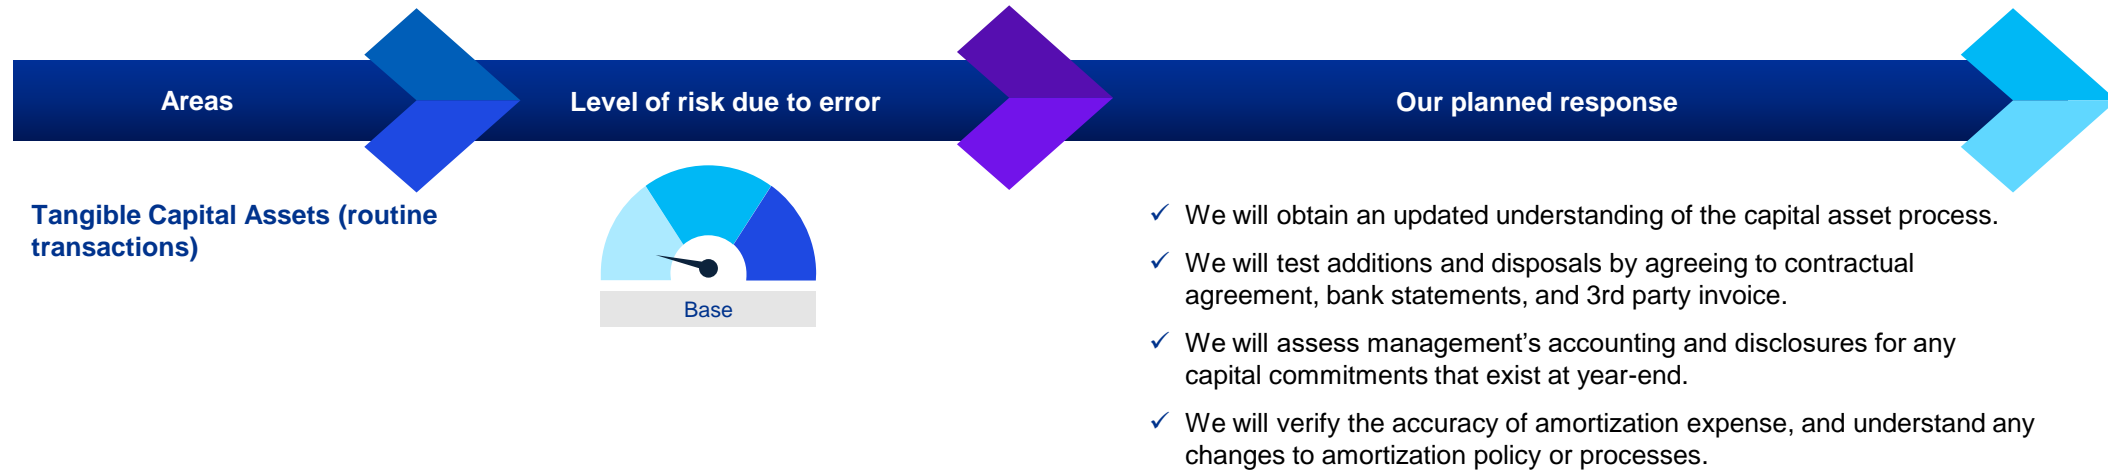 Areas
Level of risk due to error
Our planned response
Tangible Capital Assets (routine
transactions)
Base
✓ We will obtain an updated understanding of the capital asset process.
✓ We will test additions and disposals by agreeing to contractual
agreement, bank statements, and 3rd party invoice.
✓ We will assess management’s accounting and disclosures for any
capital commitments that exist at year-end.
✓ We will verify the accuracy of amortization expense, and understand any
changes to amortization policy or processes.